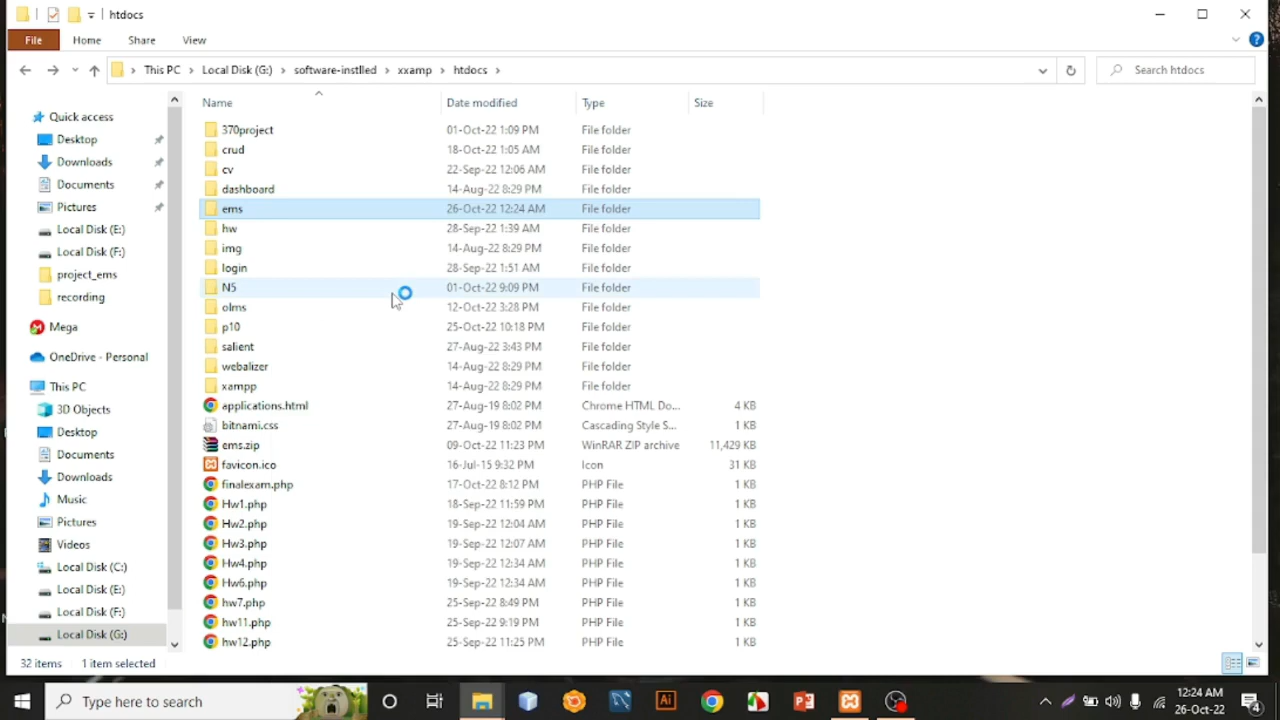 htdocs
File Home Share View
This PC Local Disk (G:) software-instlled xxamp htdocs Search htdocs
Name Date modified Type Size
Quick access
Desktop
Downloads
Documents
Pictures
Local Disk (E:)
Local Disk (F:)
project_ems
recording
Mega
OneDrive - Personal
This PC
3D Objects
Desktop
Documents
Downloads
Music
Pictures
Videos
Local Disk (C:)
Local Disk (E:)
Local Disk (F:)
Local Disk (G:)
370project 01-Oct-22 1:09 PM File folder
crud 18-Oct-22 1:05 AM File folder
cv 22-Sep-22 12:06 AM File folder
dashboard 14-Aug-22 8:29 PM File folder
ems 26-Oct-22 12:24 AM File folder
hw 28-Sep-22 1:39 AM File folder
img 14-Aug-22 8:29 PM File folder
login 28-Sep-22 1:51 AM File folder
N5 01-Oct-22 9:09 PM File folder
olms 12-Oct-22 3:28 PM File folder
p10 25-Oct-22 10:18 PM File folder
salient 27-Aug-22 3:43 PM File folder
webalizer 14-Aug-22 8:29 PM File folder
xampp 14-Aug-22 8:29 PM File folder
applications.html 27-Aug-19 8:02 PM Chrome HTML Do... 4 KB
bitnami.css 27-Aug-19 8:02 PM Cascading Style S... 1 KB
ems.zip 09-Oct-22 11:23 PM WinRAR ZIP archive 11,429 KB
favicon.ico 16-Jul-15 9:32 PM Icon 31 KB
finalexam.php 17-Oct-22 8:12 PM PHP File 1 KB
Hw1.php 18-Sep-22 11:59 PM PHP File 1 KB
Hw2.php 19-Sep-22 12:04 AM PHP File 1 KB
Hw3.php 19-Sep-22 12:07 AM PHP File 1 KB
Hw4.php 19-Sep-22 12:34 AM PHP File 1 KB
Hw6.php 19-Sep-22 12:34 AM PHP File 1 KB
hw7.php 25-Sep-22 8:49 PM PHP File 1 KB
hw11.php 25-Sep-22 9:19 PM PHP File 1 KB
hw12.php 25-Sep-22 11:25 PM PHP File 1 KB
32 items 1 item selected
Type here to search
12:24 AM
26-Oct-22
4